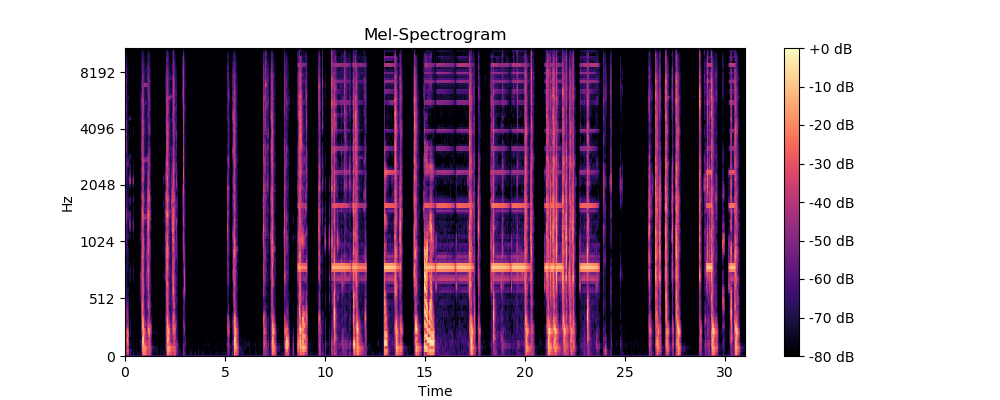 Mel-Spectrogram
Hz
8192
4096
2048
1024
512
0
0 5 10 15 20 25 30
Time
+0 dB
-10 dB
-20 dB
-30 dB
-40 dB
-50 dB
-60 dB
-70 dB
-80 dB